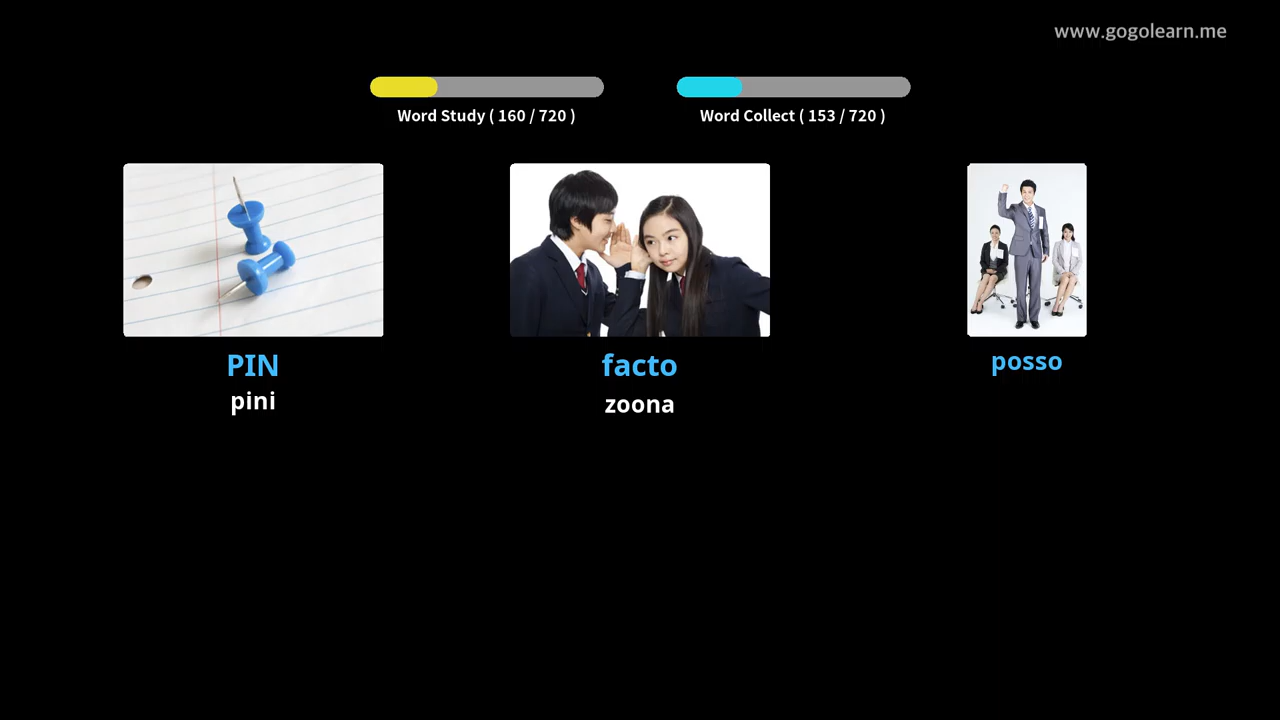 www.gogolearn.me
Word Study ( 160 / 720 )
Word Collect ( 153 / 720 )
PIN
pini
facto
zoona
posso